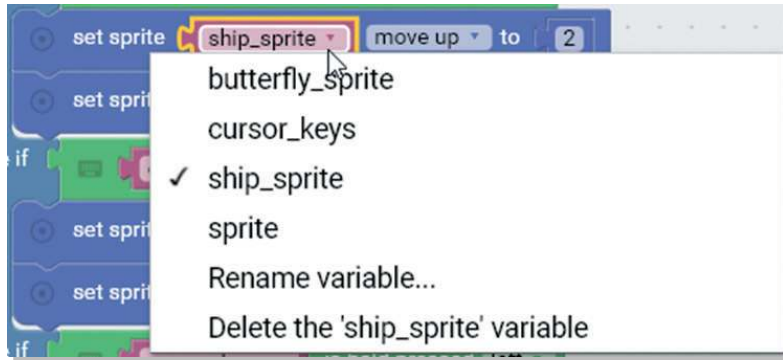 set sprite ship_sprite move up to 2
butterfly_sprite
set sprit
cursor_keys
if
✓ ship_sprite
set sprit sprite
Rename variable...
set sprit
Delete the 'ship_sprite' variable
if